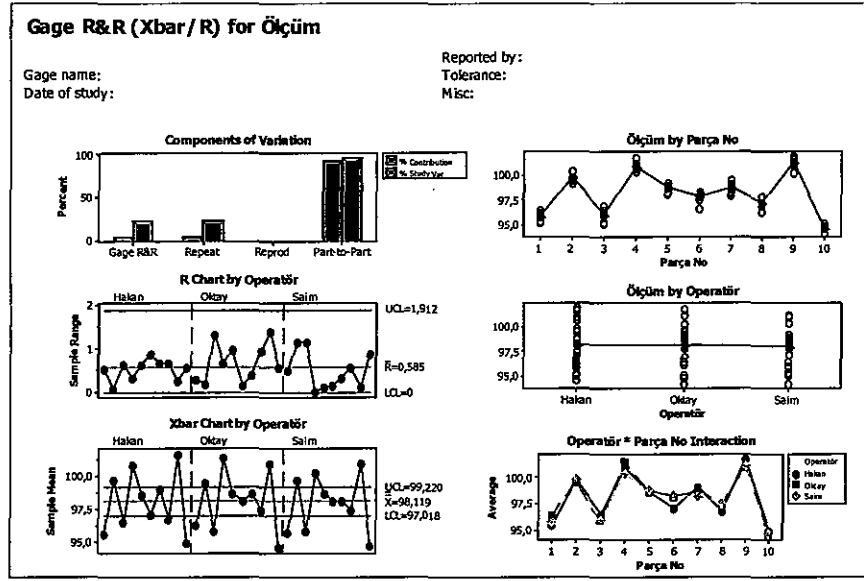 Gage R&R (Xbar/R) for Ölçüm
Gage name:
Date of study:
Reported by:
Tolerance:
Misc:
Components of Variation
% Contribution
% Study Var
Percent
100
50
0
Gage R&R Repeat Reprod Part-to-Part
R Chart by Operatör
Hakan Oktay Saim
Sample Range
2
1
0
UCL=1,912
R=0,585
LCL=0
Xbar Chart by Operatör
Hakan Oktay Saim
Sample Mean
100,0
97,5
95,0
UCL=99,220
X=98,119
LCL=97,018
Ölçüm by Parça No
100,0
97,5
95,0
1 2 3 4 5 6 7 8 9 10
Parça No
Ölçüm by Operatör
100,0
97,5
95,0
Hakan Oktay Saim
Operatör
Operatör * Parça No Interaction
Average
100,0
97,5
95,0
1 2 3 4 5 6 7 8 9 10
Parça No
Operatör
Hakan
Oktay
Saim